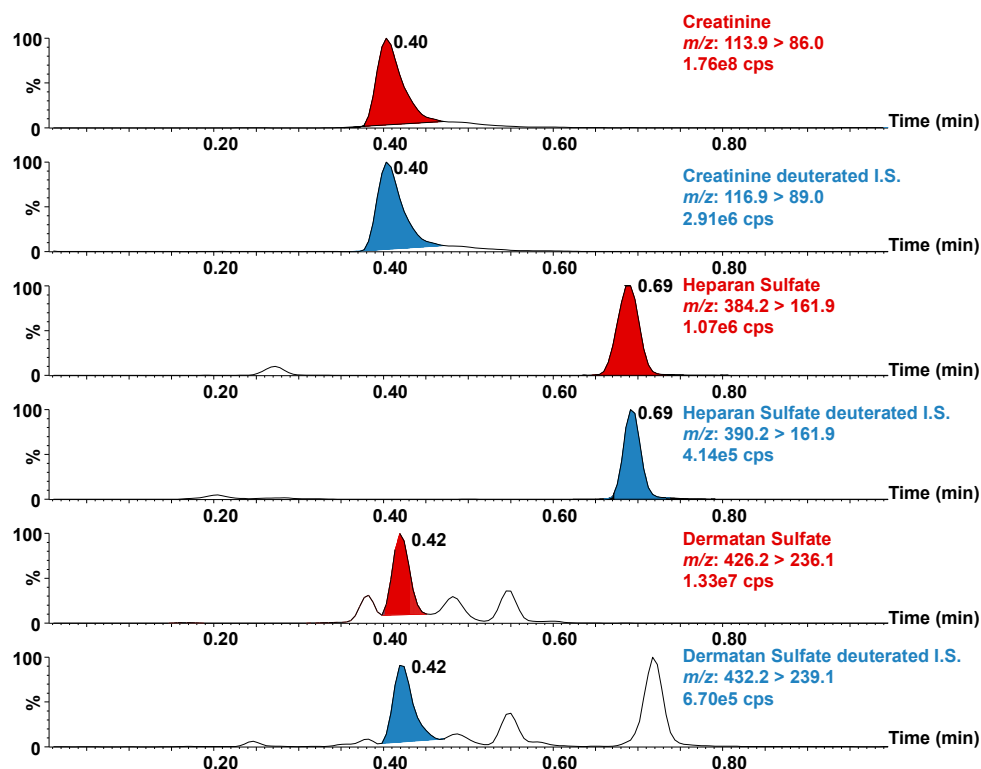 100
%
0
0.40
Creatinine
m/z: 113.9 > 86.0
1.76e8 cps
Time (min)
0.20 0.40 0.60 0.80
100
%
0
0.40
Creatinine deuterated I.S.
m/z: 116.9 > 89.0
2.91e6 cps
Time (min)
0.20 0.40 0.60 0.80
100
%
0
0.69
Heparan Sulfate
m/z: 384.2 > 161.9
1.07e6 cps
Time (min)
0.20 0.40 0.60 0.80
100
%
0
0.69
Heparan Sulfate deuterated I.S.
m/z: 390.2 > 161.9
4.14e5 cps
Time (min)
0.20 0.40 0.60 0.80
100
%
0
0.42
Dermatan Sulfate
m/z: 426.2 > 236.1
1.33e7 cps
Time (min)
0.20 0.40 0.60 0.80
100
%
0
0.42
Dermatan Sulfate deuterated I.S.
m/z: 432.2 > 239.1
6.70e5 cps
Time (min)
0.20 0.40 0.60 0.80